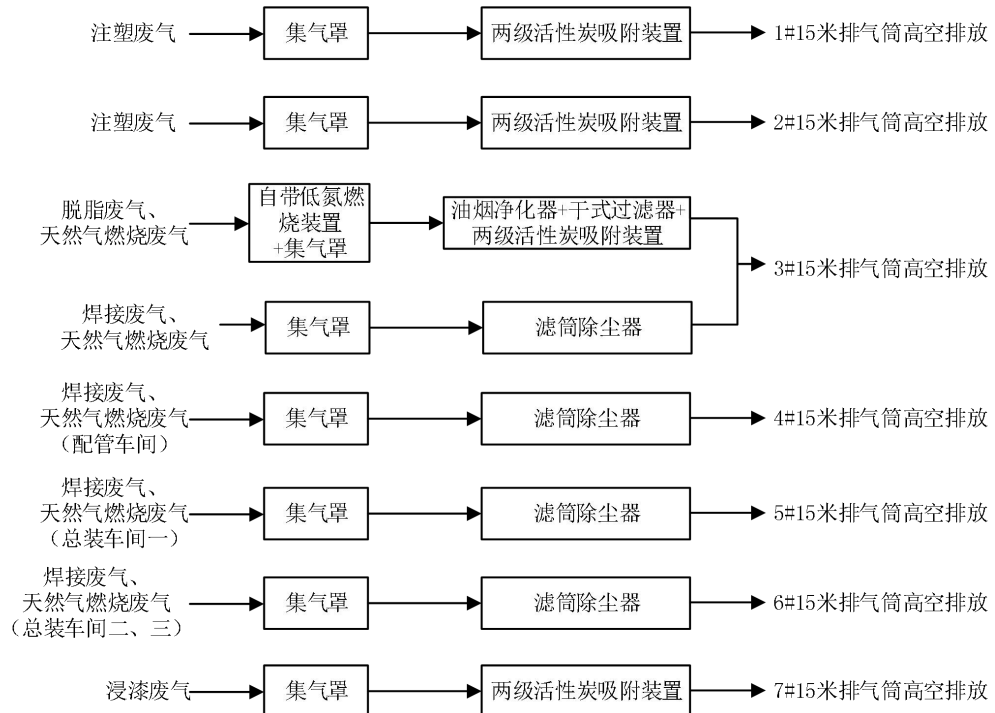 注塑废气
集气罩
两级活性炭吸附装置
1#15米排气筒高空排放
注塑废气
集气罩
两级活性炭吸附装置
2#15米排气筒高空排放
脱脂废气、
天然气燃烧废气
自带低氮燃
烧装置
+集气罩
油烟净化器+干式过滤器+
两级活性炭吸附装置
3#15米排气筒高空排放
焊接废气、
天然气燃烧废气
集气罩
滤筒除尘器
焊接废气、
天然气燃烧废气
（配管车间）
集气罩
滤筒除尘器
4#15米排气筒高空排放
焊接废气、
天然气燃烧废气
（总装车间一）
集气罩
滤筒除尘器
5#15米排气筒高空排放
焊接废气、
天然气燃烧废气
（总装车间二、三）
集气罩
滤筒除尘器
6#15米排气筒高空排放
浸漆废气
集气罩
两级活性炭吸附装置
7#15米排气筒高空排放